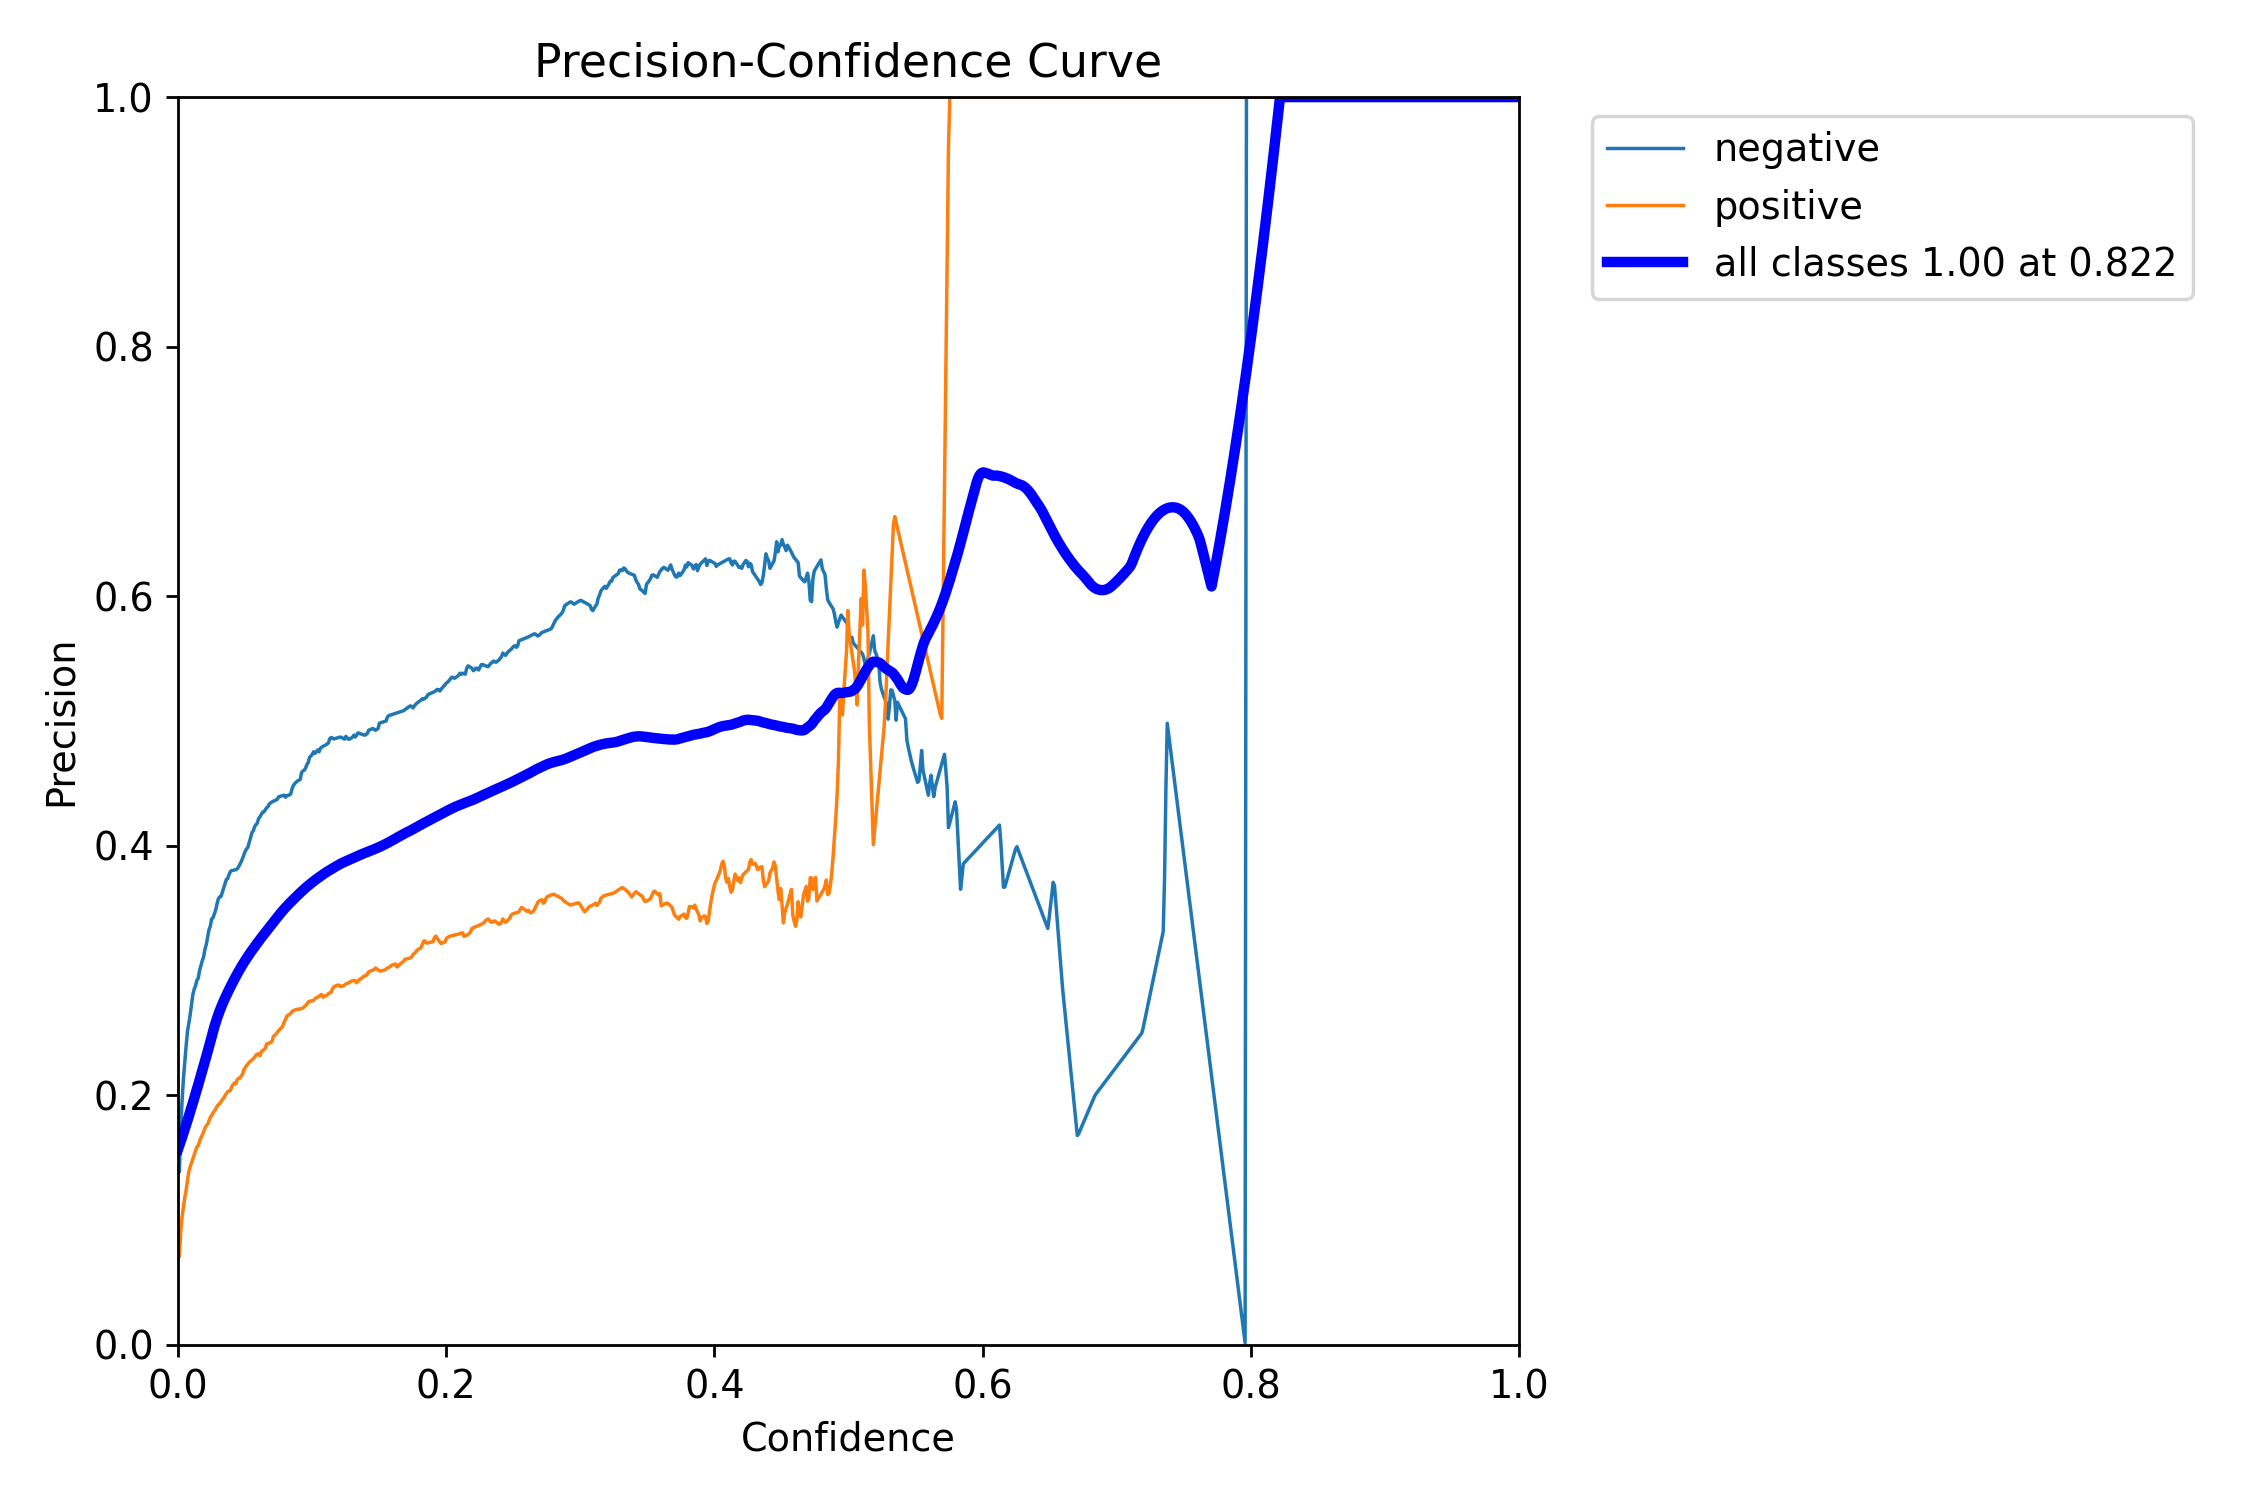 Precision-Confidence Curve
1.0
0.8
0.6
0.4
0.2
0.0
Precision
0.0 0.2 0.4 0.6 0.8 1.0
Confidence
negative
positive
all classes 1.00 at 0.822